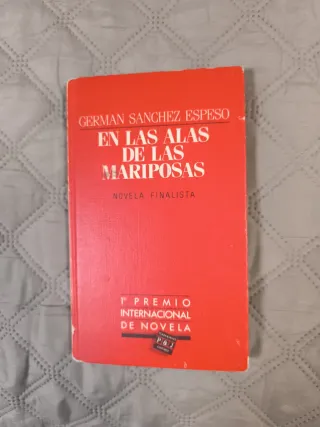 GERMAN SANCHEZ ESPESO
EN LAS ALAS
DE LAS
MARIPOSAS
NOVELA FINALISTA
1er PREMIO
INTERNACIONAL
DE NOVELA
P & J